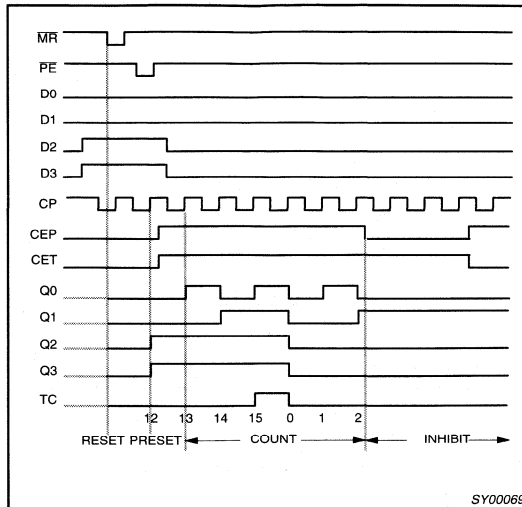 MR
PE
D0
D1
D2
D3
CP
CEP
CET
Q0
Q1
Q2
Q3
TC
12 13 14 15 0 1 2
RESET PRESET COUNT INHIBIT
SY00069